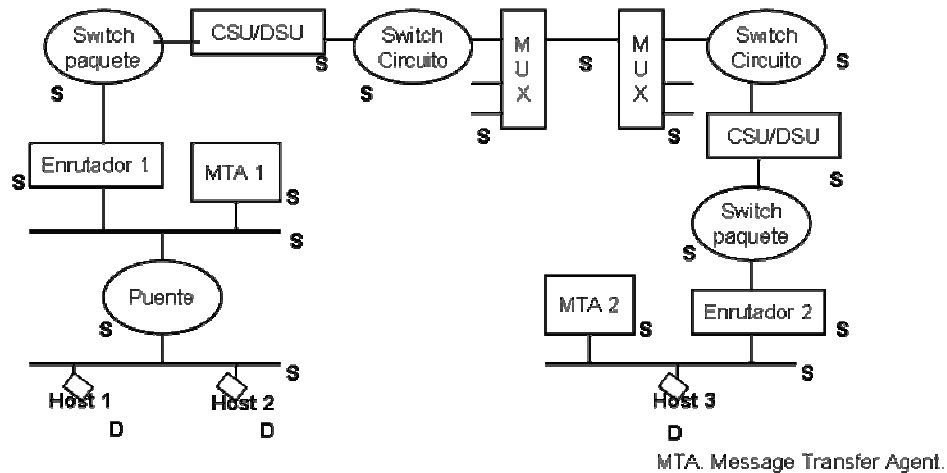 Switch
paquete
S
CSU/DSU
S
Switch
Circuito
S
M
U
X
S
S
M
U
X
S
Switch
Circuito
S
CSU/DSU
S
Enrutador 1
S
MTA 1
S
S
Switch
paquete
S
Puente
S
MTA 2
S
Enrutador 2
S
S
S
Host 1
D
Host 2
D
Host 3
D
MTA. Message Transfer Agent.